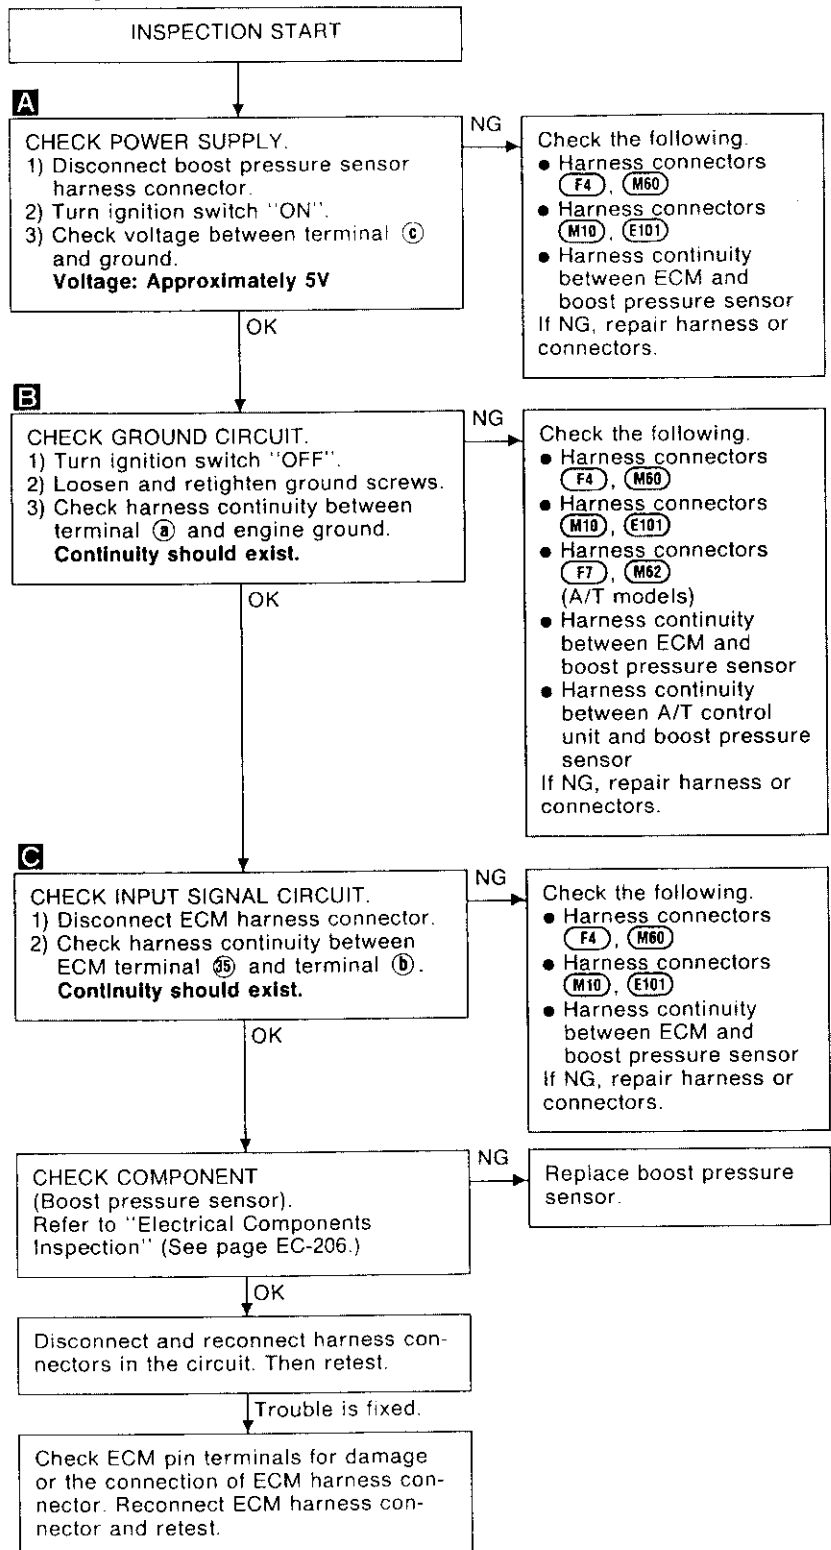 INSPECTION START
A
CHECK POWER SUPPLY.
1) Disconnect boost pressure sensor
harness connector.
2) Turn ignition switch "ON".
3) Check voltage between terminal ⓒ
and ground.
Voltage: Approximately 5V
NG
Check the following.
● Harness connectors
F4, M60
● Harness connectors
M10, E101
● Harness continuity
between ECM and
boost pressure sensor
If NG, repair harness or
connectors.
OK
B
CHECK GROUND CIRCUIT.
1) Turn ignition switch "OFF".
2) Loosen and retighten ground screws.
3) Check harness continuity between
terminal ⓐ and engine ground.
Continuity should exist.
NG
Check the following.
● Harness connectors
F4, M60
● Harness connectors
M10, E101
● Harness connectors
F7, M62
(A/T models)
● Harness continuity
between ECM and
boost pressure sensor
● Harness continuity
between A/T control
unit and boost pressure
sensor
If NG, repair harness or
connectors.
OK
C
CHECK INPUT SIGNAL CIRCUIT.
1) Disconnect ECM harness connector.
2) Check harness continuity between
ECM terminal ㉟ and terminal ⓑ.
Continuity should exist.
NG
Check the following.
● Harness connectors
F4, M60
● Harness connectors
M10, E101
● Harness continuity
between ECM and
boost pressure sensor
If NG, repair harness or
connectors.
OK
CHECK COMPONENT
(Boost pressure sensor).
Refer to "Electrical Components
Inspection" (See page EC-206.)
NG
Replace boost pressure
sensor.
OK
Disconnect and reconnect harness con-
nectors in the circuit. Then retest.
Trouble is fixed.
Check ECM pin terminals for damage
or the connection of ECM harness con-
nector. Reconnect ECM harness con-
nector and retest.